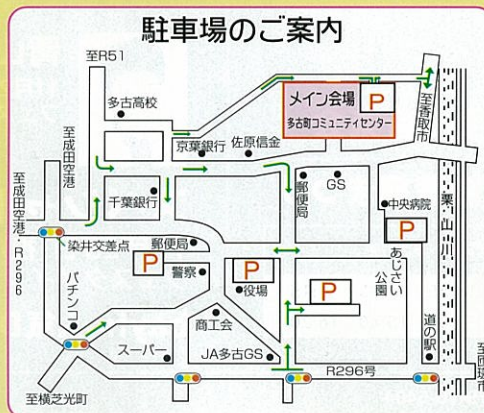 駐車場のご案内
至R51
多古高校
メイン会場
P
多古町コミュニティセンター
至香取市
京葉銀行
佐原信金
至成田空港
至成田空港・R296
千葉銀行
郵便局
GS
中央病院
P
栗山川
染井交差点
郵便局
P
警察
P
役場
P
あじさい公園
パチンコ
商工会
道の駅
スーパー
JA多古GS
R296号
至匝瑳市
至横芝光町